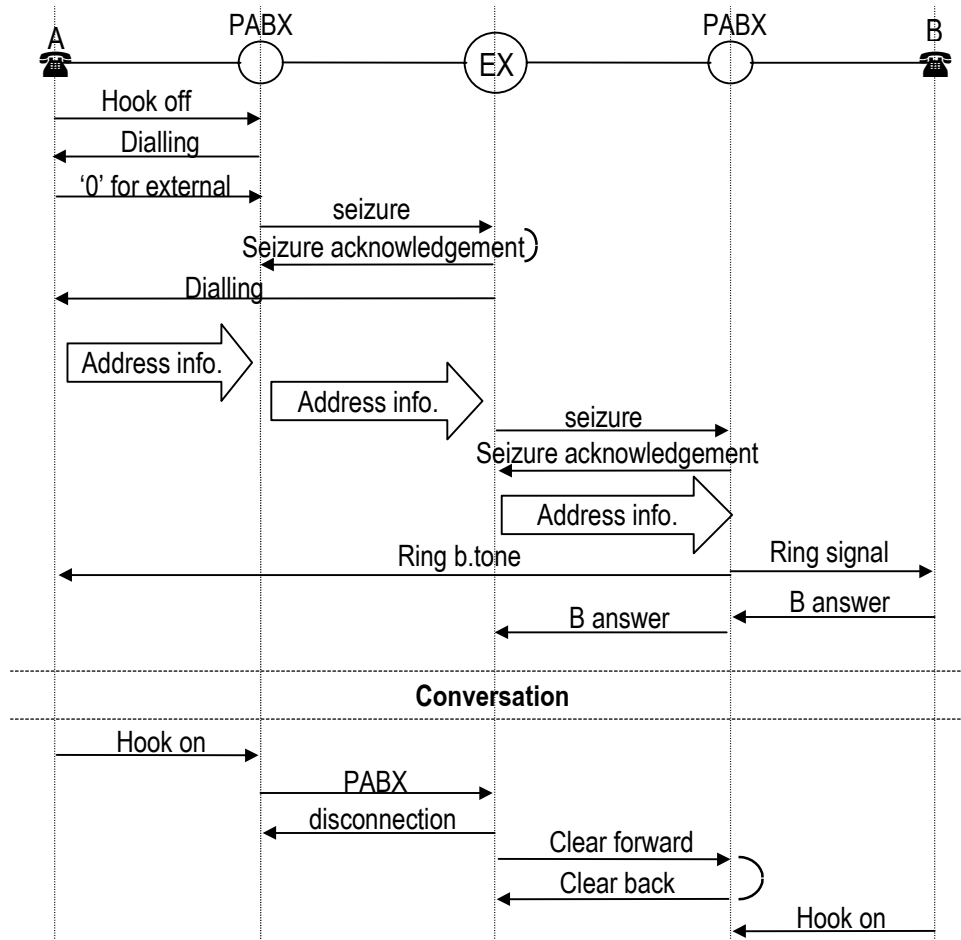 A
PABX
EX
PABX
B
Hook off
Dialling
‘0’ for external
seizure
Seizure acknowledgement
Dialling
Address info.
Address info.
seizure
Seizure acknowledgement
Address info.
Ring b.tone
Ring signal
B answer
B answer
Conversation
Hook on
PABX
disconnection
Clear forward
Clear back
Hook on